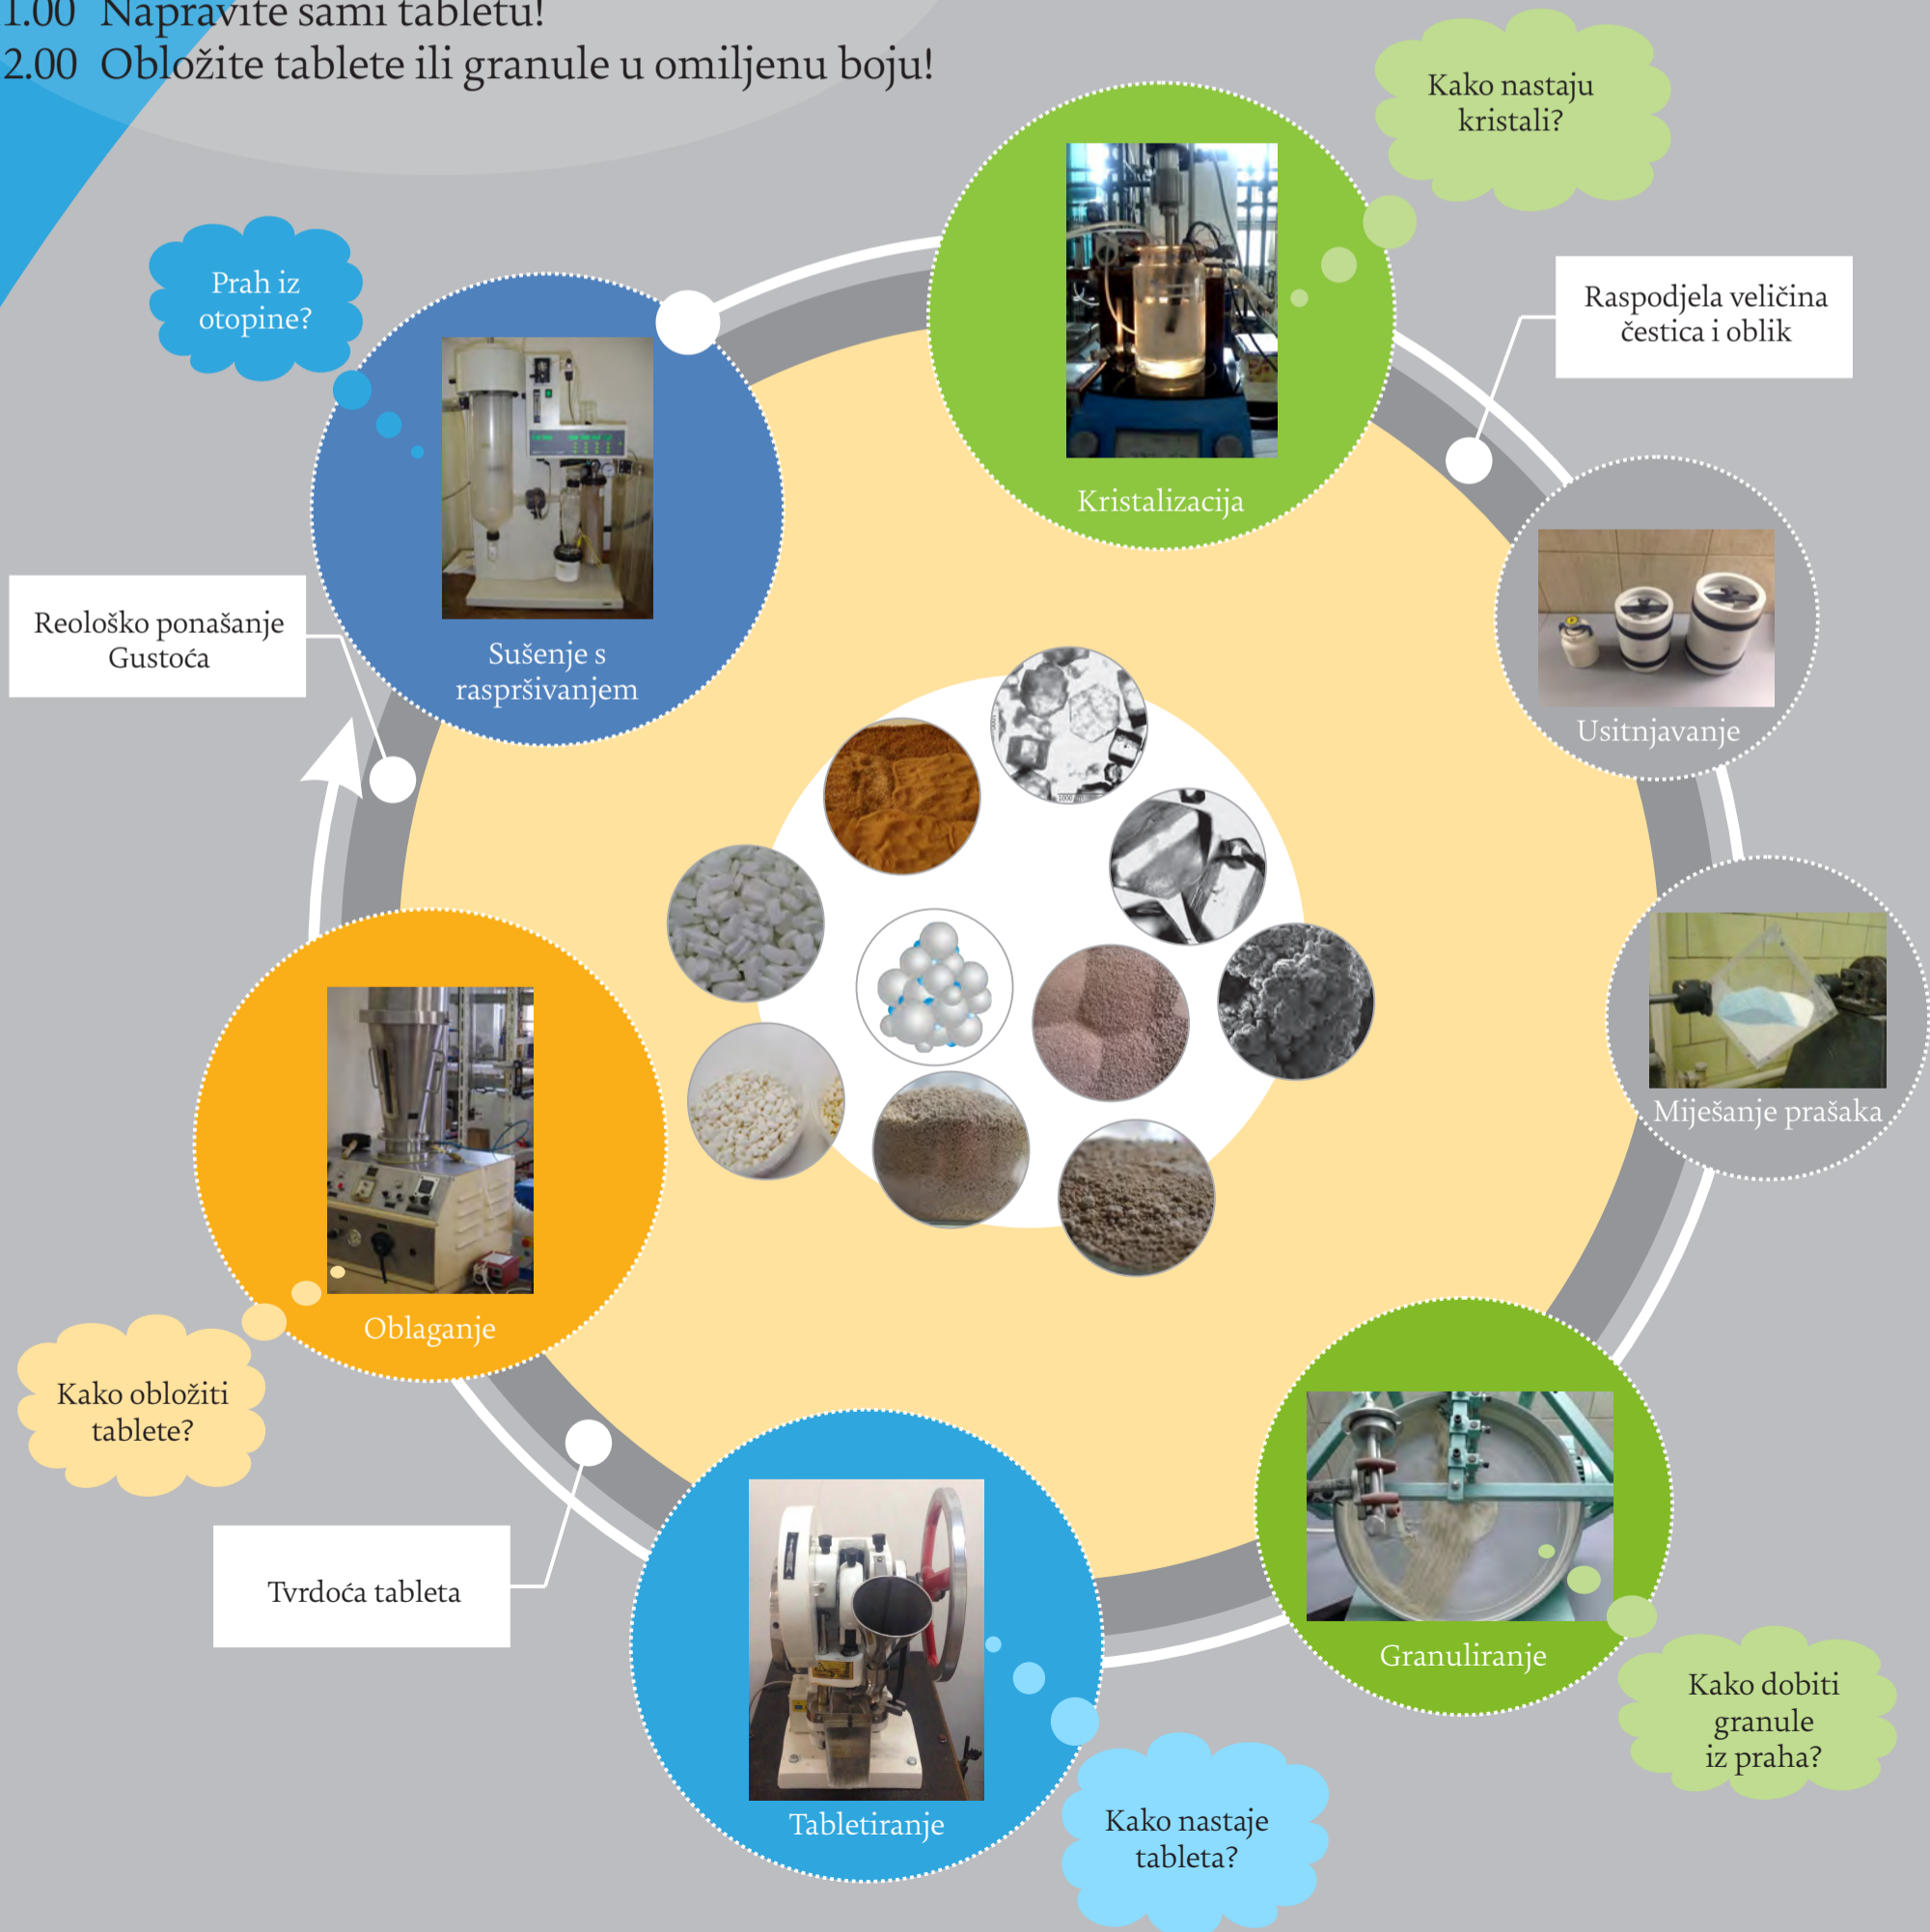 1.00 Napravite sami tabletu!
2.00 Obložite tablete ili granule u omiljenu boju!
Kako nastaju
kristali?
Kristalizacija
Raspodjela veličina
čestica i oblik
Usitnjavanje
Miješanje prašaka
Granuliranje
Kako dobiti
granule
iz praha?
Tabletiranje
Kako nastaje
tableta?
Tvrdoća tableta
Oblaganje
Kako obložiti
tablete?
Reološko ponašanje
Gustoća
Sušenje s
raspršivanjem
Prah iz
otopine?